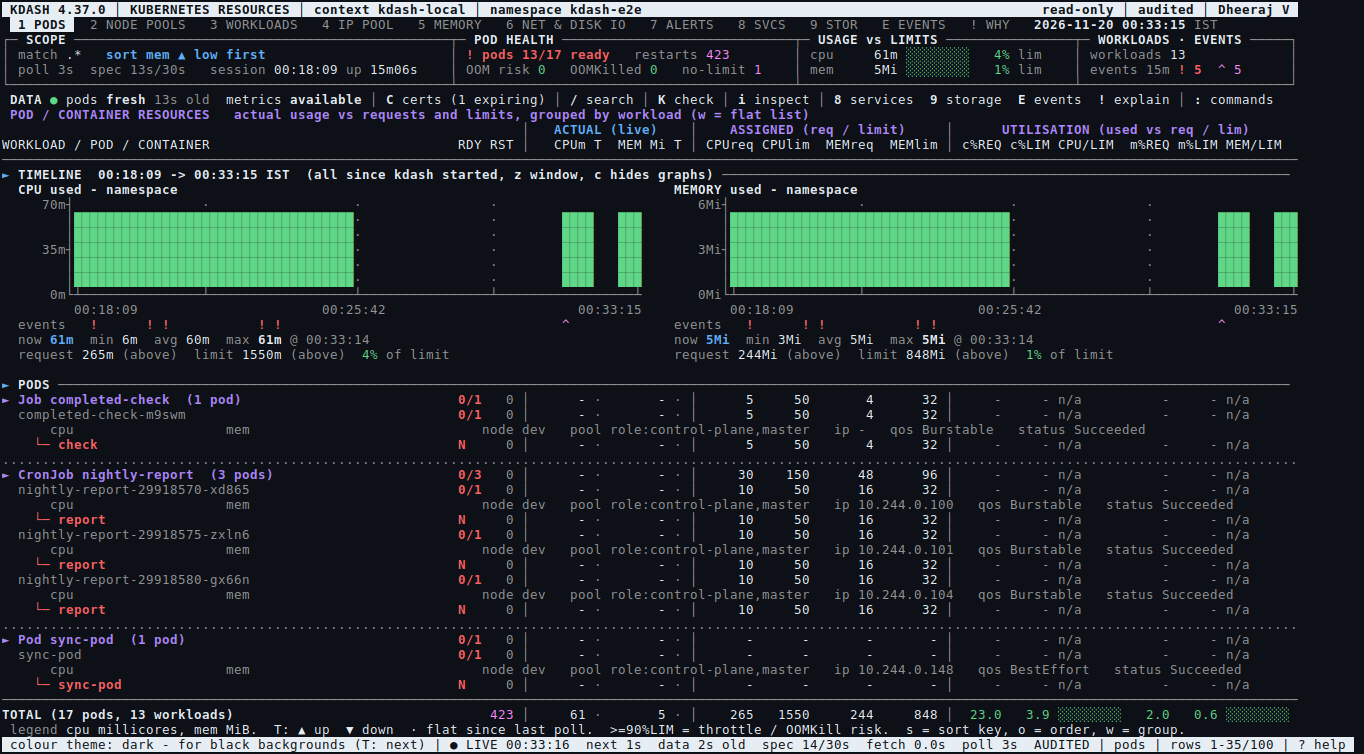 KDASH 4.37.0 │ KUBERNETES RESOURCES │ context kdash-local │ namespace kdash-e2e read-only │ audited │ Dheeraj V
1 PODS 2 NODE POOLS 3 WORKLOADS 4 IP POOL 5 MEMORY 6 NET & DISK IO 7 ALERTS 8 SVCS 9 STOR E EVENTS ! WHY 2026-11-20 00:33:15 IST
SCOPE POD HEALTH USAGE vs LIMITS WORKLOADS · EVENTS
match .* sort mem ▲ low first ! pods 13/17 ready restarts 423 cpu 61m 4% lim workloads 13
poll 3s spec 13s/30s session 00:18:09 up 15m06s OOM risk 0 OOMKilled 0 no-limit 1 mem 5Mi 1% lim events 15m ! 5 ^ 5
DATA ● pods fresh 13s old metrics available │ C certs (1 expiring) │ / search │ K check │ i inspect │ 8 services 9 storage E events ! explain │ : commands
POD / CONTAINER RESOURCES actual usage vs requests and limits, grouped by workload (w = flat list)
│ ACTUAL (live) │ ASSIGNED (req / limit) │ UTILISATION (used vs req / lim)
WORKLOAD / POD / CONTAINER RDY RST │ CPUm T MEM Mi T │ CPUreq CPUlim MEMreq MEMlim │ c%REQ c%LIM CPU/LIM m%REQ m%LIM MEM/LIM
► TIMELINE 00:18:09 -> 00:33:15 IST (all since kdash started, z window, c hides graphs)
CPU used - namespace MEMORY used - namespace
70m 6Mi
35m 3Mi
0m 0Mi
00:18:09 00:25:42 00:33:15 00:18:09 00:25:42 00:33:15
events ! ! ! ! ! ^ events ! ! ! ! ! ^
now 61m min 6m avg 60m max 61m @ 00:33:14 now 5Mi min 3Mi avg 5Mi max 5Mi @ 00:33:14
request 265m (above) limit 1550m (above) 4% of limit request 244Mi (above) limit 848Mi (above) 1% of limit
► PODS
► Job completed-check (1 pod) 0/1 0 │ - · - · │ 5 50 4 32 │ - - n/a - - n/a
completed-check-m9swm 0/1 0 │ - · - · │ 5 50 4 32 │ - - n/a - - n/a
cpu mem node dev pool role:control-plane,master ip - qos Burstable status Succeeded
└─ check N 0 │ - · - · │ 5 50 4 32 │ - - n/a - - n/a
► CronJob nightly-report (3 pods) 0/3 0 │ - · - · │ 30 150 48 96 │ - - n/a - - n/a
nightly-report-29918570-xd865 0/1 0 │ - · - · │ 10 50 16 32 │ - - n/a - - n/a
cpu mem node dev pool role:control-plane,master ip 10.244.0.100 qos Burstable status Succeeded
└─ report N 0 │ - · - · │ 10 50 16 32 │ - - n/a - - n/a
nightly-report-29918575-zxln6 0/1 0 │ - · - · │ 10 50 16 32 │ - - n/a - - n/a
cpu mem node dev pool role:control-plane,master ip 10.244.0.101 qos Burstable status Succeeded
└─ report N 0 │ - · - · │ 10 50 16 32 │ - - n/a - - n/a
nightly-report-29918580-gx66n 0/1 0 │ - · - · │ 10 50 16 32 │ - - n/a - - n/a
cpu mem node dev pool role:control-plane,master ip 10.244.0.104 qos Burstable status Succeeded
└─ report N 0 │ - · - · │ 10 50 16 32 │ - - n/a - - n/a
► Pod sync-pod (1 pod) 0/1 0 │ - · - · │ - - - - │ - - n/a - - n/a
sync-pod 0/1 0 │ - · - · │ - - - - │ - - n/a - - n/a
cpu mem node dev pool role:control-plane,master ip 10.244.0.148 qos BestEffort status Succeeded
└─ sync-pod N 0 │ - · - · │ - - - - │ - - n/a - - n/a
TOTAL (17 pods, 13 workloads) 423 │ 61 · 5 · │ 265 1550 244 848 │ 23.0 3.9 2.0 0.6
legend cpu millicores, mem MiB. T: ▲ up ▼ down · flat since last poll. >=90%LIM = throttle / OOMKill risk. s = sort key, o = order, w = group.
colour theme: dark - for black backgrounds (T: next) │ ● LIVE 00:33:16 next 1s data 2s old spec 14/30s fetch 0.0s poll 3s AUDITED │ pods │ rows 1-35/100 │ ? help